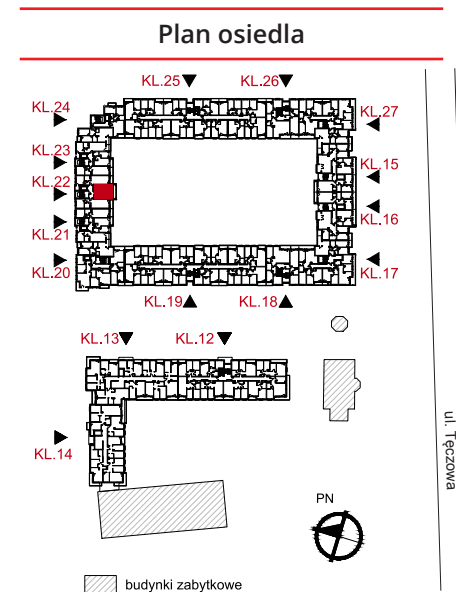 Plan osiedla
KL.25
KL.26
KL.24
KL.27
KL.23
KL.15
KL.22
KL.16
KL.21
KL.20
KL.17
KL.19
KL.18
KL.13
KL.12
KL.14
ul. Tęczowa
PN
budynki zabytkowe